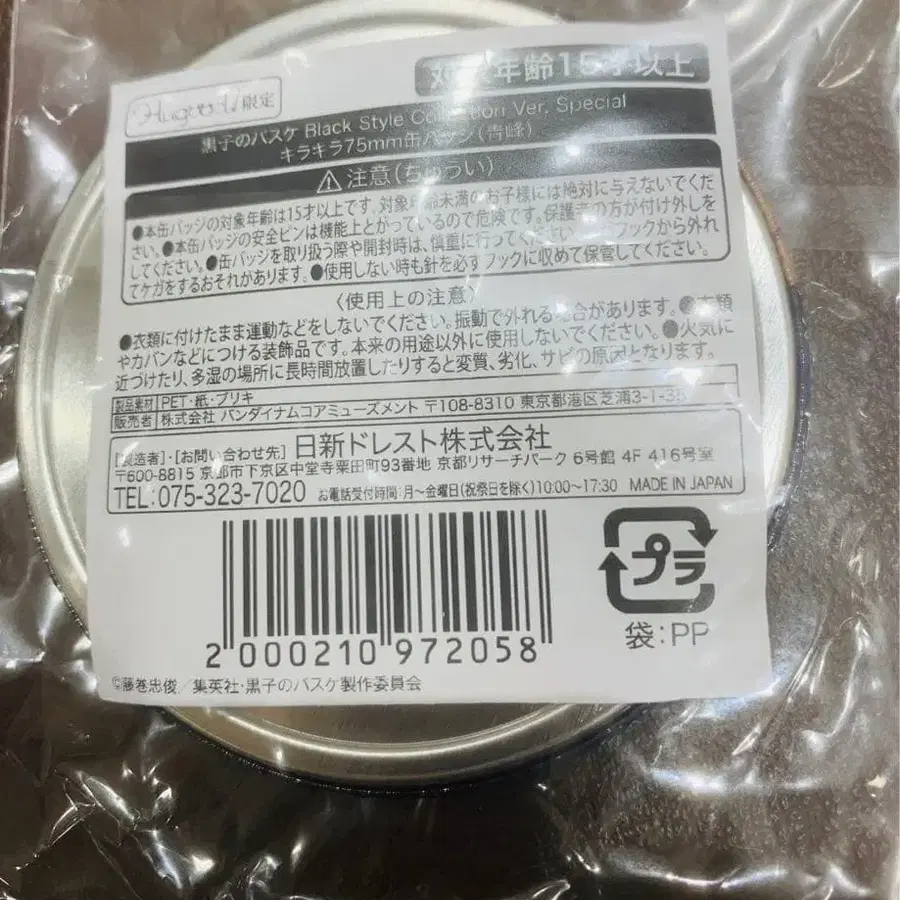 Hugood!限定
対象年齢15才以上
黒子のバスケ Black Style Collection Ver. Special
キラキラ75mm缶バッジ(青峰)
⚠注意(ちゅうい)
●本缶バッジの対象年齢は15才以上です。対象年齢未満のお子様には絶対に与えないでくだ
さい。●本缶バッジの安全ピンは機能上とがっているので危険です。保護者の方が付け外しを
してください。●缶バッジを取り扱う際や開封時は、慎重に行ってください。フックから外れ
てケガをするおそれがあります。●使用しない時も針を必ずフックに収めて保管してください。
〈使用上の注意〉
●衣類に付けたまま運動などをしないでください。振動で外れる場合があります。●衣類
やカバンなどにつける装飾品です。本来の用途以外に使用しないでください。●火気に
近づけたり、多湿の場所に長時間放置したりすると変質、劣化、サビの原因となります。
製品素材 PET・紙・ブリキ
販売者 株式会社 バンダイナムコアミューズメント 〒108-8310 東京都港区芝浦3-1-35
[製造者]・[お問い合わせ先] 日新ドレスト株式会社
〒600-8815 京都市下京区中堂寺粟田町93番地 京都リサーチパーク 6号館 4F 416号室
TEL:075-323-7020 お電話受付時間:月~金曜日(祝祭日を除く)10:00~17:30 MADE IN JAPAN
プラ
袋:PP
2 000210 972058
©藤巻忠俊/集英社・黒子のバスケ製作委員会